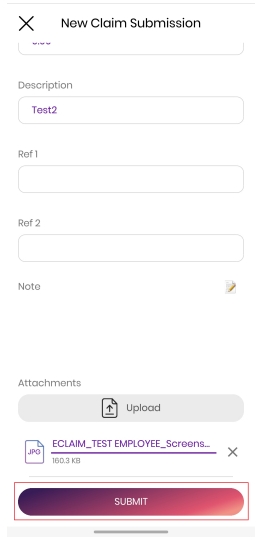 New Claim Submission
Description
Test2
Ref 1
Ref 2
Note
Attachments
Upload
JPG
ECLAIM_TEST EMPLOYEE_Screens...
160.3 KB
SUBMIT